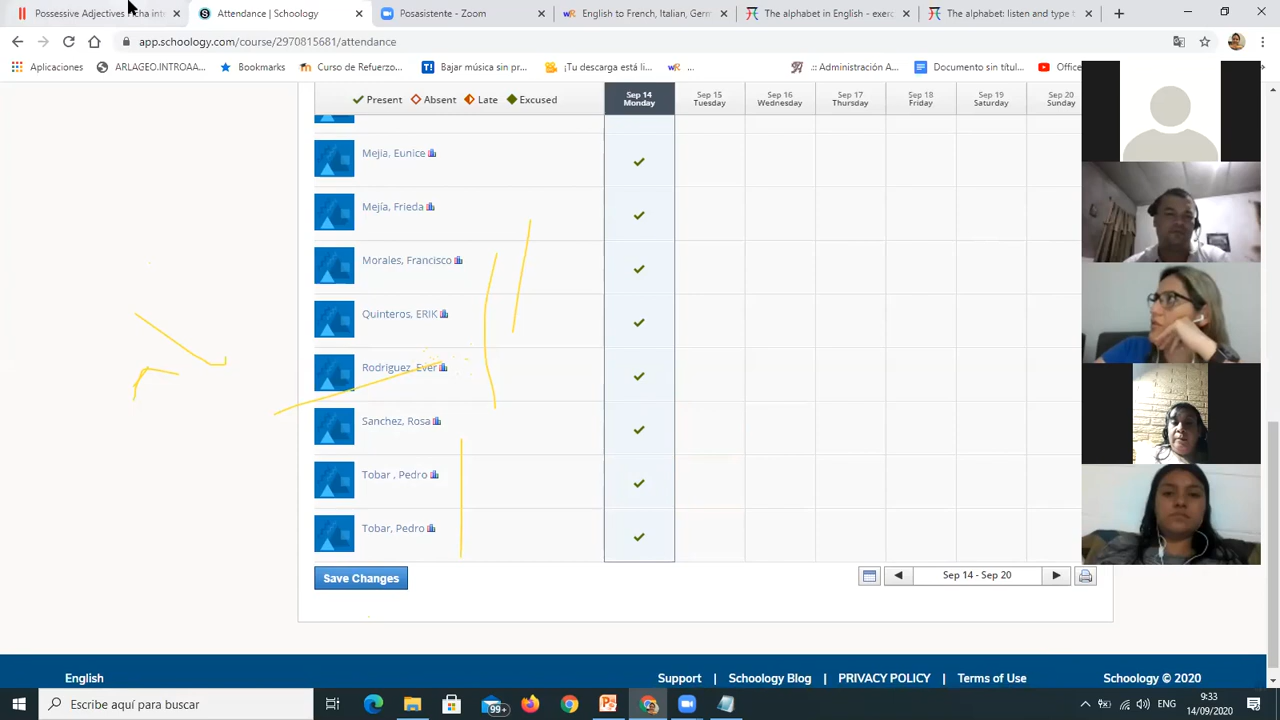 Possessive Adjectives ficha inte
Attendance | Schoology
Posasistente - Zoom
English to French, Italian, Germ
The alphabet in English - exerc
The alphabet: listen and type t
app.schoology.com/course/2970815681/attendance
Aplicaciones
ARLAGEO.INTROAA...
Bookmarks
Curso de Refuerzo...
Bajar música sin pr...
¡Tu descarga está li...
...
.:: Administración A...
Documento sin títul...
Office
Present Absent Late Excused
Sep 14 Sep 15 Sep 16 Sep 17 Sep 18 Sep 19 Sep 20
Monday Tuesday Wednesday Thursday Friday Saturday Sunday
Mejia, Eunice
Mejía, Frieda
Morales, Francisco
Quinteros, ERIK
Rodriguez, Ever
Sanchez, Rosa
Tobar , Pedro
Tobar, Pedro
Save Changes
Sep 14 - Sep 20
English Support | Schoology Blog | PRIVACY POLICY | Terms of Use Schoology © 2020
Escribe aquí para buscar
99+
ENG
9:33
14/09/2020